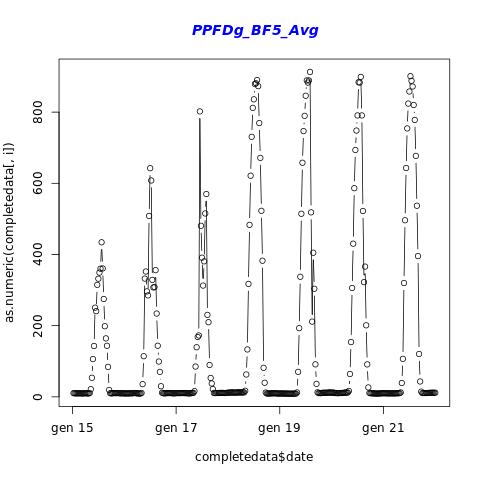 PPFDg_BF5_Avg
as.numeric(completedata[, i])
800
600
400
200
0
gen 15
gen 17
gen 19
gen 21
completedata$date